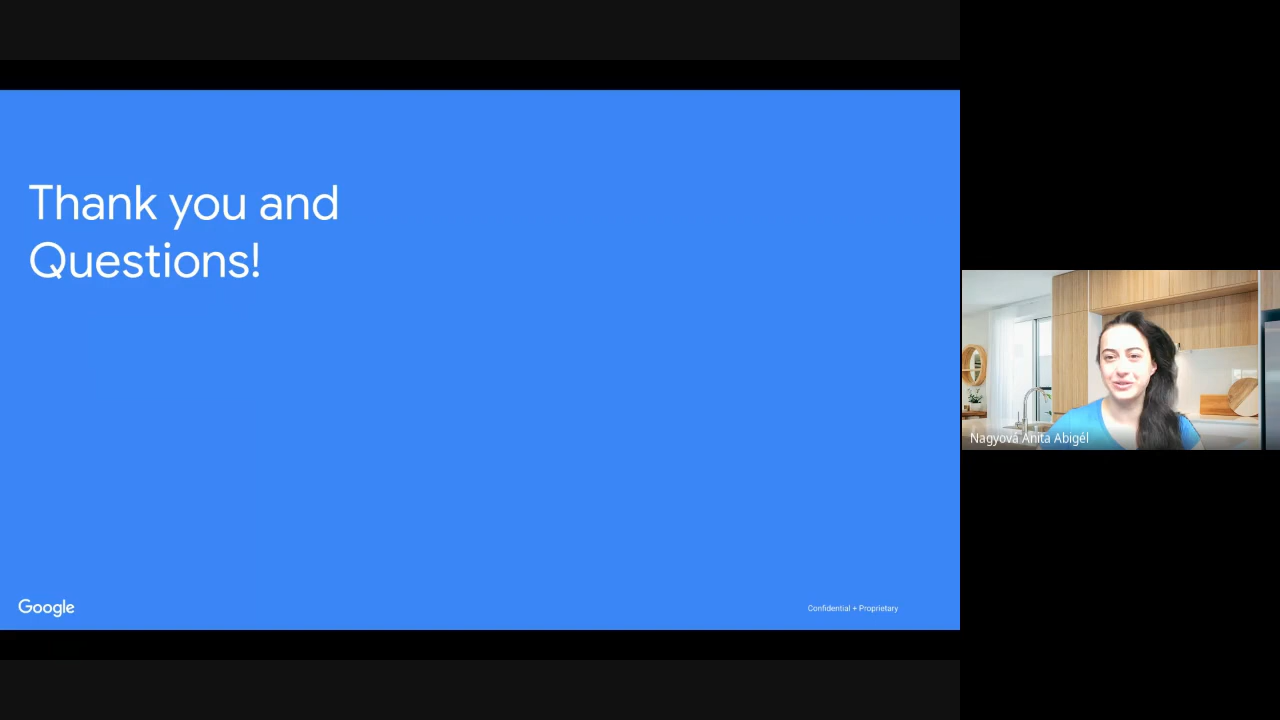 Thank you and
Questions!
Nagyová Anita Abigél
Google
Confidential + Proprietary